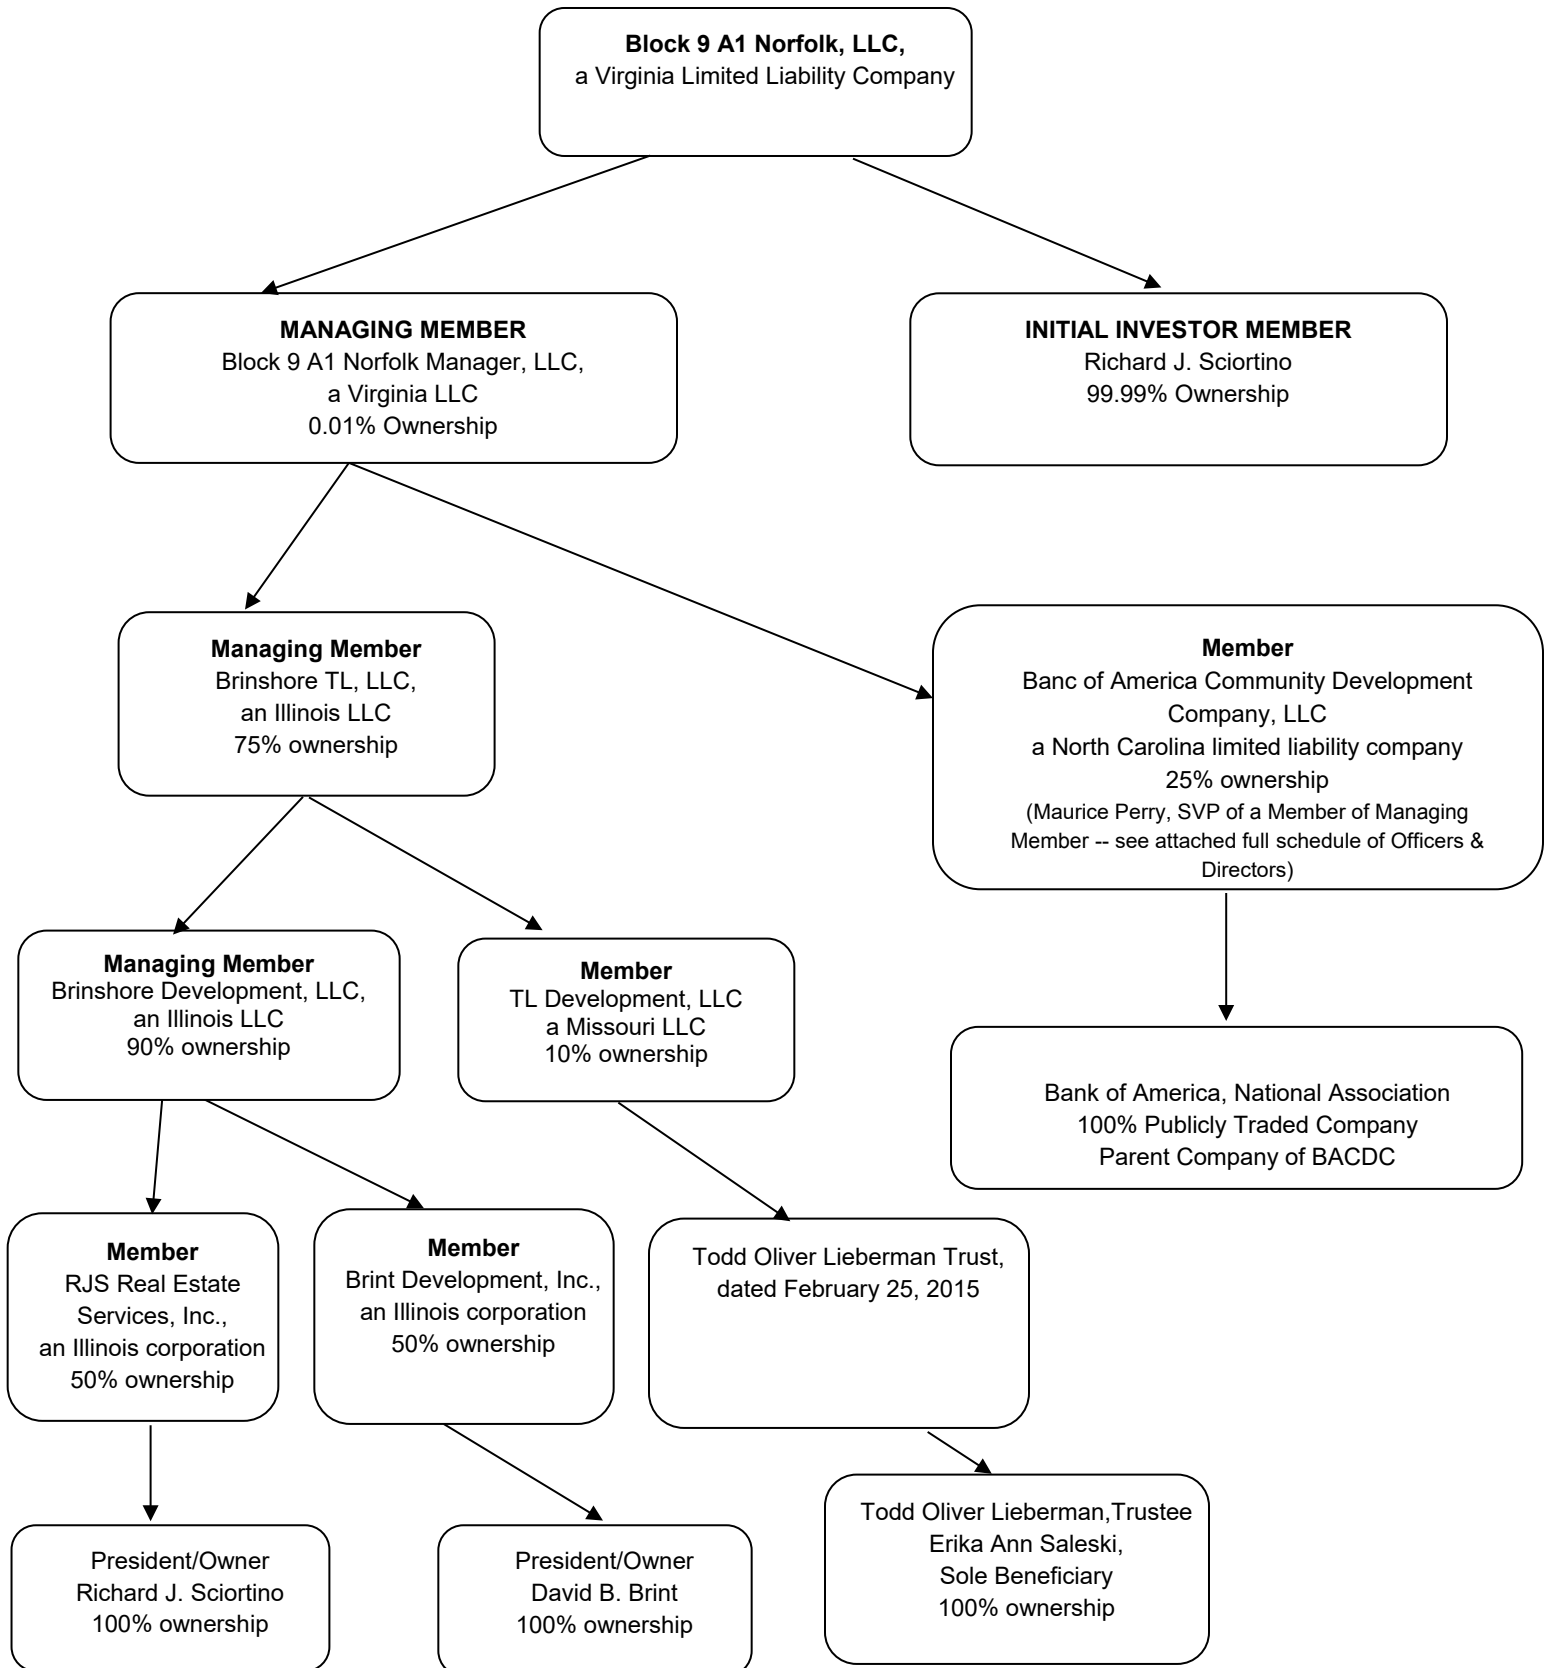 Block 9 A1 Norfolk, LLC,
a Virginia Limited Liability Company
MANAGING MEMBER
Block 9 A1 Norfolk Manager, LLC,
a Virginia LLC
0.01% Ownership
INITIAL INVESTOR MEMBER
Richard J. Sciortino
99.99% Ownership
Managing Member
Brinshore TL, LLC,
an Illinois LLC
75% ownership
Member
Banc of America Community Development
Company, LLC
a North Carolina limited liability company
25% ownership
(Maurice Perry, SVP of a Member of Managing
Member -- see attached full schedule of Officers &
Directors)
Managing Member
Brinshore Development, LLC,
an Illinois LLC
90% ownership
Member
TL Development, LLC
a Missouri LLC
10% ownership
Bank of America, National Association
100% Publicly Traded Company
Parent Company of BACDC
Member
RJS Real Estate
Services, Inc.,
an Illinois corporation
50% ownership
Member
Brint Development, Inc.,
an Illinois corporation
50% ownership
Todd Oliver Lieberman Trust,
dated February 25, 2015
President/Owner
Richard J. Sciortino
100% ownership
President/Owner
David B. Brint
100% ownership
Todd Oliver Lieberman,Trustee
Erika Ann Saleski,
Sole Beneficiary
100% ownership